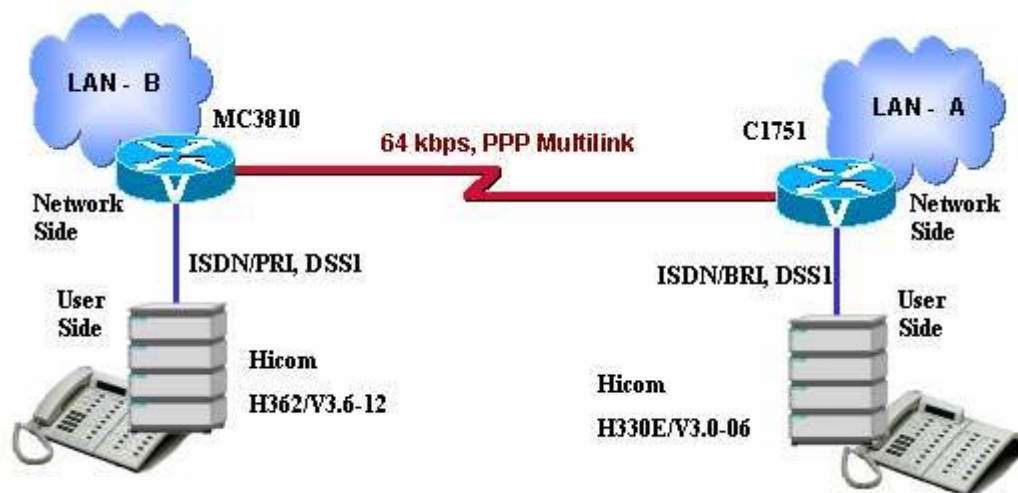 LAN - B
LAN - A
MC3810
C1751
64 kbps, PPP Multilink
V
V
Network
Side
Network
Side
ISDN/PRI, DSS1
ISDN/BRI, DSS1
User
Side
User
Side
Hicom
H362/V3.6-12
Hicom
H330E/V3.0-06